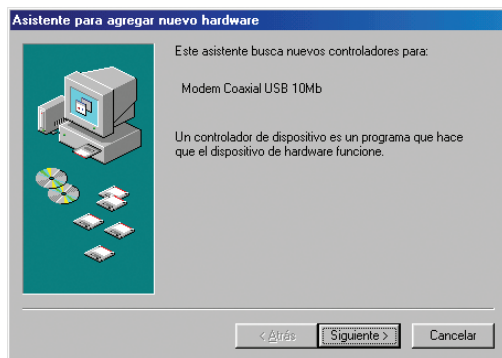 Asistente para agregar nuevo hardware
Este asistente busca nuevos controladores para:
Modem Coaxial USB 10Mb
Un controlador de dispositivo es un programa que hace
que el dispositivo de hardware funcione.
< Atrás
Siguiente >
Cancelar